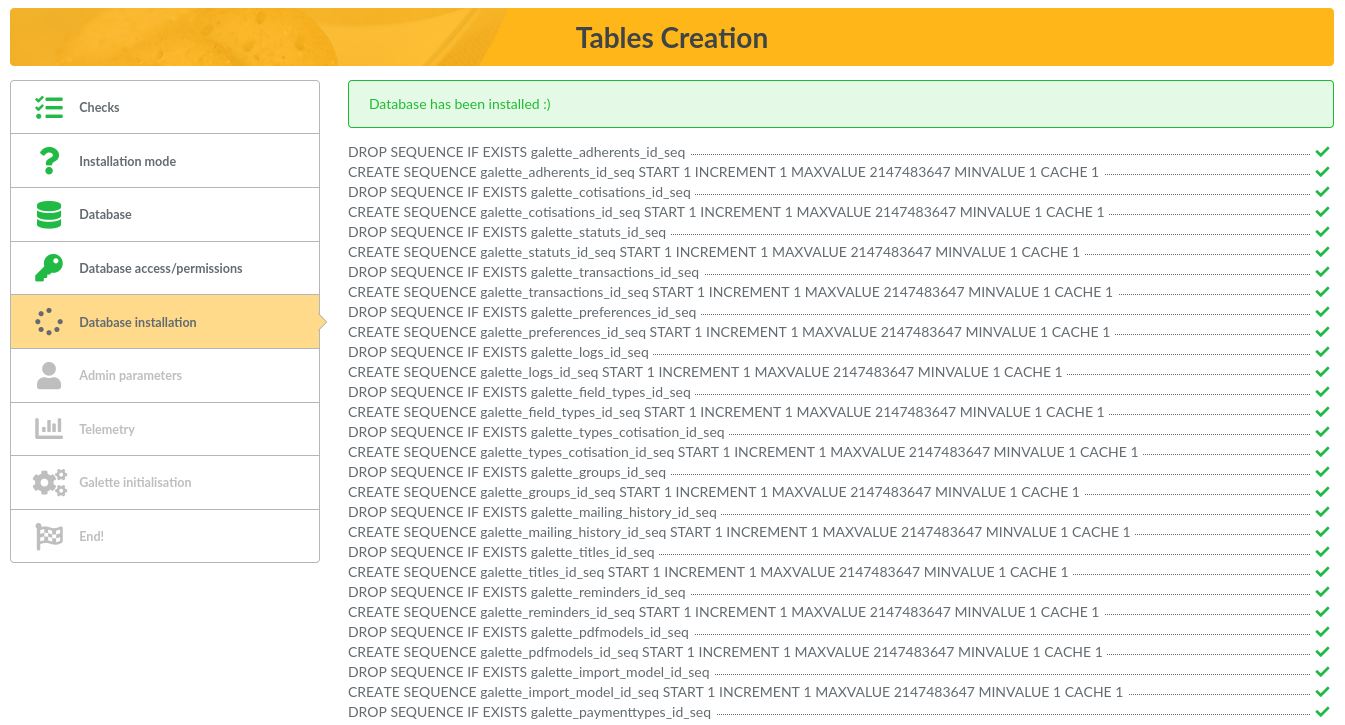 Tables Creation
Checks
Installation mode
Database
Database access/permissions
Database installation
Admin parameters
Telemetry
Galette initialisation
End!
Database has been installed :)
DROP SEQUENCE IF EXISTS galette_adherents_id_seq
CREATE SEQUENCE galette_adherents_id_seq START 1 INCREMENT 1 MAXVALUE 2147483647 MINVALUE 1 CACHE 1
DROP SEQUENCE IF EXISTS galette_cotisations_id_seq
CREATE SEQUENCE galette_cotisations_id_seq START 1 INCREMENT 1 MAXVALUE 2147483647 MINVALUE 1 CACHE 1
DROP SEQUENCE IF EXISTS galette_statuts_id_seq
CREATE SEQUENCE galette_statuts_id_seq START 1 INCREMENT 1 MAXVALUE 2147483647 MINVALUE 1 CACHE 1
DROP SEQUENCE IF EXISTS galette_transactions_id_seq
CREATE SEQUENCE galette_transactions_id_seq START 1 INCREMENT 1 MAXVALUE 2147483647 MINVALUE 1 CACHE 1
DROP SEQUENCE IF EXISTS galette_preferences_id_seq
CREATE SEQUENCE galette_preferences_id_seq START 1 INCREMENT 1 MAXVALUE 2147483647 MINVALUE 1 CACHE 1
DROP SEQUENCE IF EXISTS galette_logs_id_seq
CREATE SEQUENCE galette_logs_id_seq START 1 INCREMENT 1 MAXVALUE 2147483647 MINVALUE 1 CACHE 1
DROP SEQUENCE IF EXISTS galette_field_types_id_seq
CREATE SEQUENCE galette_field_types_id_seq START 1 INCREMENT 1 MAXVALUE 2147483647 MINVALUE 1 CACHE 1
DROP SEQUENCE IF EXISTS galette_types_cotisation_id_seq
CREATE SEQUENCE galette_types_cotisation_id_seq START 1 INCREMENT 1 MAXVALUE 2147483647 MINVALUE 1 CACHE 1
DROP SEQUENCE IF EXISTS galette_groups_id_seq
CREATE SEQUENCE galette_groups_id_seq START 1 INCREMENT 1 MAXVALUE 2147483647 MINVALUE 1 CACHE 1
DROP SEQUENCE IF EXISTS galette_mailing_history_id_seq
CREATE SEQUENCE galette_mailing_history_id_seq START 1 INCREMENT 1 MAXVALUE 2147483647 MINVALUE 1 CACHE 1
DROP SEQUENCE IF EXISTS galette_titles_id_seq
CREATE SEQUENCE galette_titles_id_seq START 1 INCREMENT 1 MAXVALUE 2147483647 MINVALUE 1 CACHE 1
DROP SEQUENCE IF EXISTS galette_reminders_id_seq
CREATE SEQUENCE galette_reminders_id_seq START 1 INCREMENT 1 MAXVALUE 2147483647 MINVALUE 1 CACHE 1
DROP SEQUENCE IF EXISTS galette_pdfmodels_id_seq
CREATE SEQUENCE galette_pdfmodels_id_seq START 1 INCREMENT 1 MAXVALUE 2147483647 MINVALUE 1 CACHE 1
DROP SEQUENCE IF EXISTS galette_import_model_id_seq
CREATE SEQUENCE galette_import_model_id_seq START 1 INCREMENT 1 MAXVALUE 2147483647 MINVALUE 1 CACHE 1
DROP SEQUENCE IF EXISTS galette_paymenttypes_id_seq